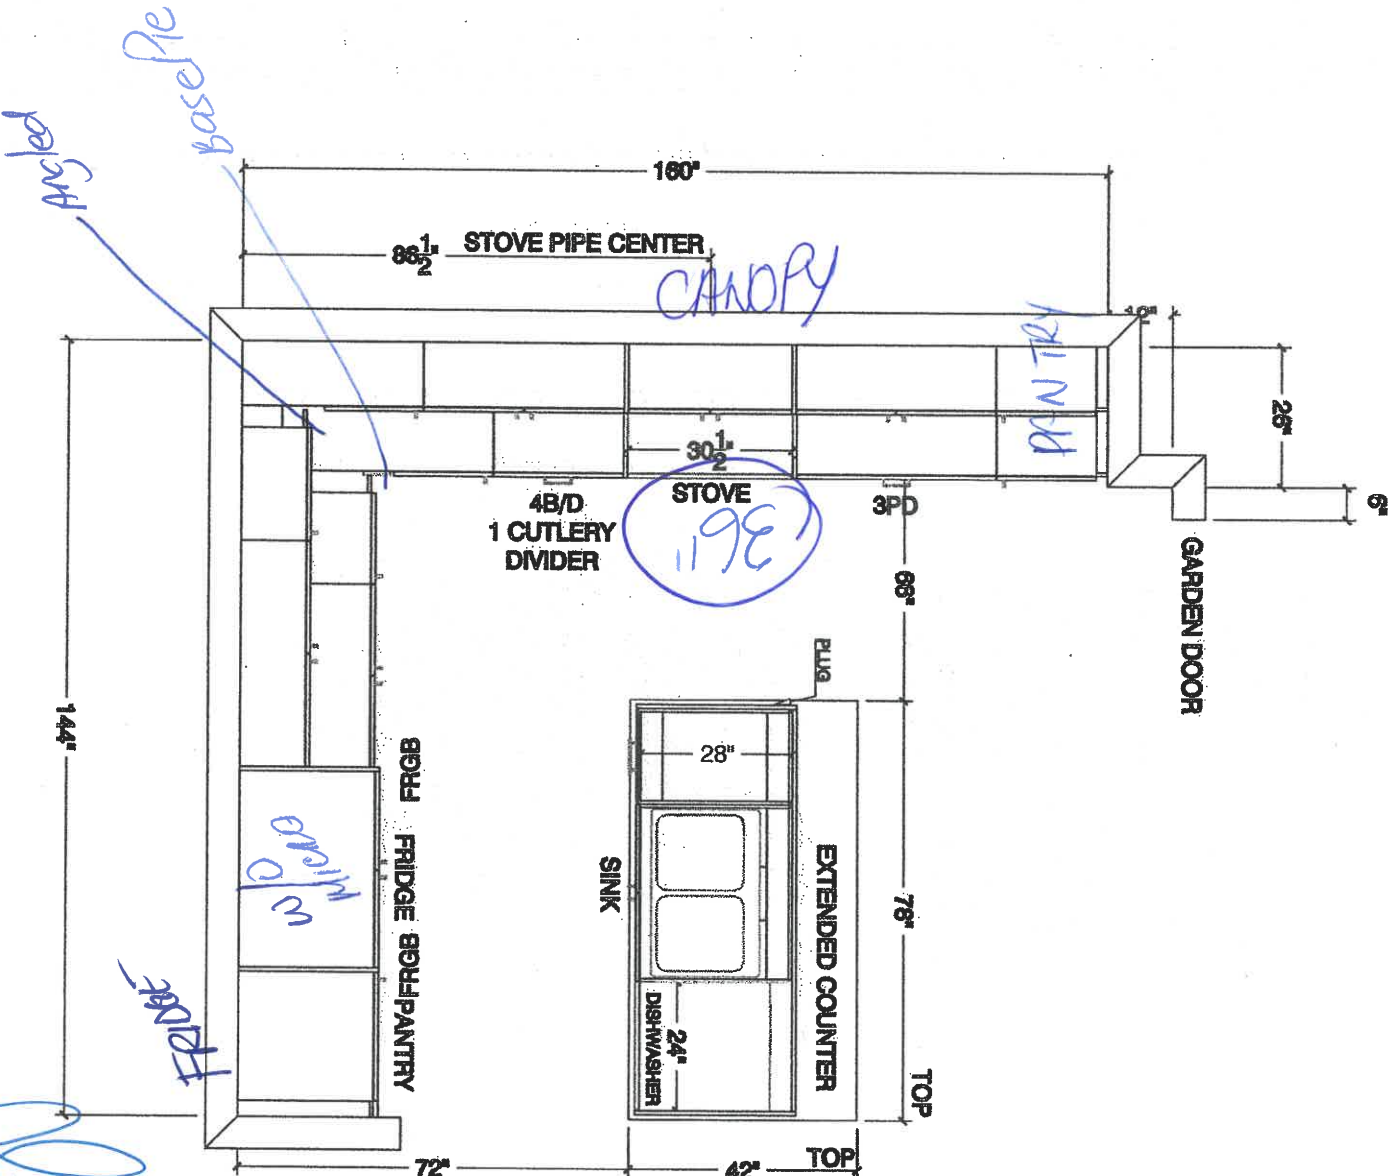 Base Pie
Angled
160"
88 1/2"
STOVE PIPE CENTER
CANOPY
PANTRY
26"
6"
30 1/2"
STOVE
36"
4B/D
1 CUTLERY
DIVIDER
3PD
GARDEN DOOR
68"
PLUG
144"
28"
FRGB
FRIDGE
FRGB
PANTRY
W/O
Micro
FRIDGE
SINK
EXTENDED COUNTER
78"
24"
DISHWASHER
TOP
TOP
72"
42"